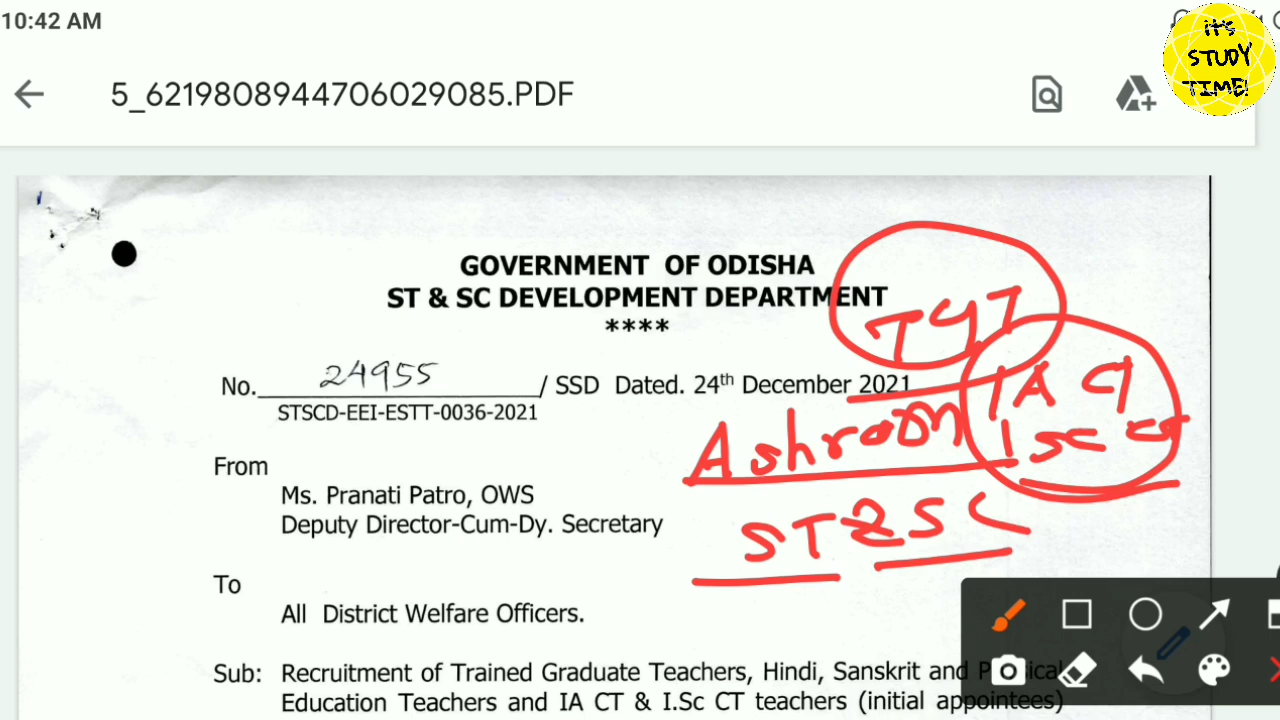 10:42 AM
IT'S
STUDY
TIME!
5_6219808944706029085.PDF
GOVERNMENT OF ODISHA
ST & SC DEVELOPMENT DEPARTMENT
****
TGT
No. 24955 / SSD Dated. 24th December 2021
STSCD-EEI-ESTT-0036-2021
IA CT
Ashram
I SC CT
ST & SC
From
Ms. Pranati Patro, OWS
Deputy Director-Cum-Dy. Secretary
To
All District Welfare Officers.
Sub: Recruitment of Trained Graduate Teachers, Hindi, Sanskrit and Physical
Education Teachers and IA CT & I.Sc CT teachers (initial appointees)